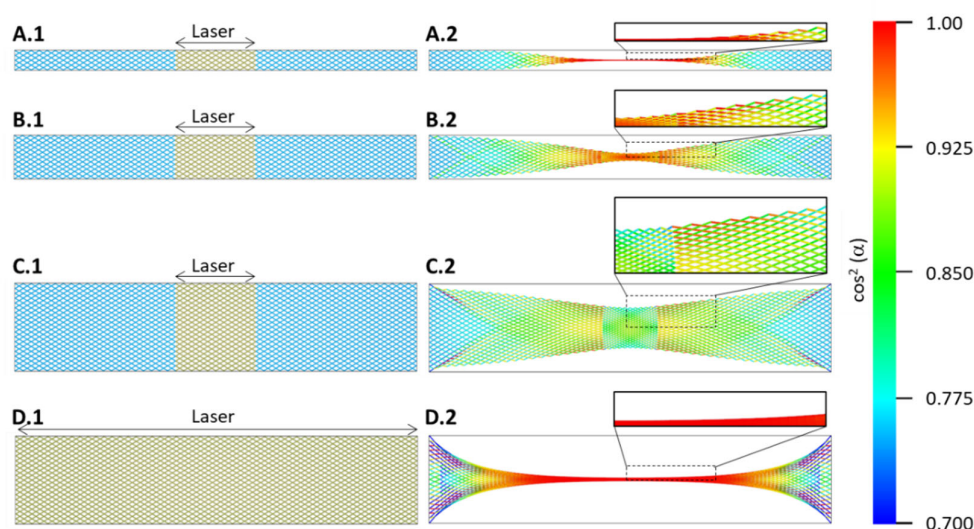 A.1
Laser
A.2
B.1
Laser
B.2
C.1
Laser
C.2
D.1
Laser
D.2
1.00
0.925
0.850
0.775
0.700
cos² (α)